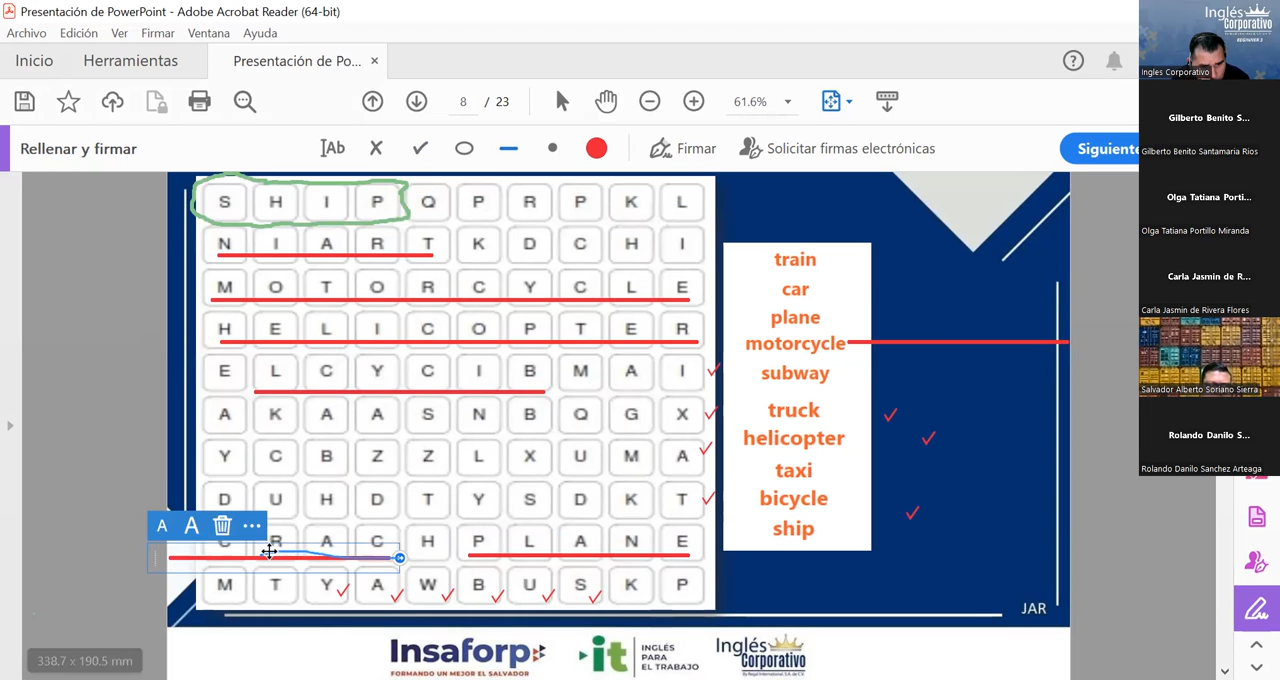 Presentación de PowerPoint - Adobe Acrobat Reader (64-bit)
Archivo Edición Ver Firmar Ventana Ayuda
Inicio Herramientas Presentación de Po... ×
8 / 23 61.6%
Rellenar y firmar Ab Firmar Solicitar firmas electrónicas Siguiente
S H I P Q P R P K L
N I A R T K D C H I
M O T O R C Y C L E
H E L I C O P T E R
E L C Y C I B M A I
A K A A S N B Q G X
Y C B Z Z L X U M A
D U H D T Y S D K T
C R A C H P L A N E
M T Y A W B U S K P
A A ...
train
car
plane
motorcycle
subway
truck
helicopter
taxi
bicycle
ship
JAR
Insaforp
FORMANDO UN MEJOR EL SALVADOR
it INGLÉS PARA EL TRABAJO
Inglés Corporativo
338.7 x 190.5 mm
Inglés
Corporativo
BEGINNER 3
Ingles Corporativo
Gilberto Benito S...
Gilberto Benito Santamaria Rios
Olga Tatiana Porti...
Olga Tatiana Portillo Miranda
Carla Jasmin de R...
Carla Jasmin de Rivera Flores
Salvador Alberto Soriano Sierra
Rolando Danilo S...
Rolando Danilo Sanchez Arteaga